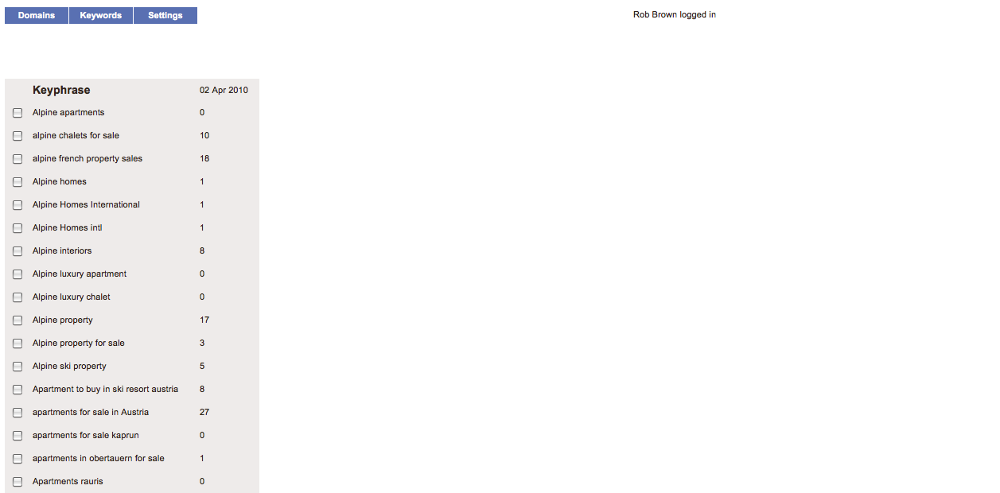 Domains Keywords Settings Rob Brown logged in
Keyphrase 02 Apr 2010
Alpine apartments 0
alpine chalets for sale 10
alpine french property sales 18
Alpine homes 1
Alpine Homes International 1
Alpine Homes intl 1
Alpine interiors 8
Alpine luxury apartment 0
Alpine luxury chalet 0
Alpine property 17
Alpine property for sale 3
Alpine ski property 5
Apartment to buy in ski resort austria 8
apartments for sale in Austria 27
apartments for sale kaprun 0
apartments in obertauern for sale 1
Apartments rauris 0